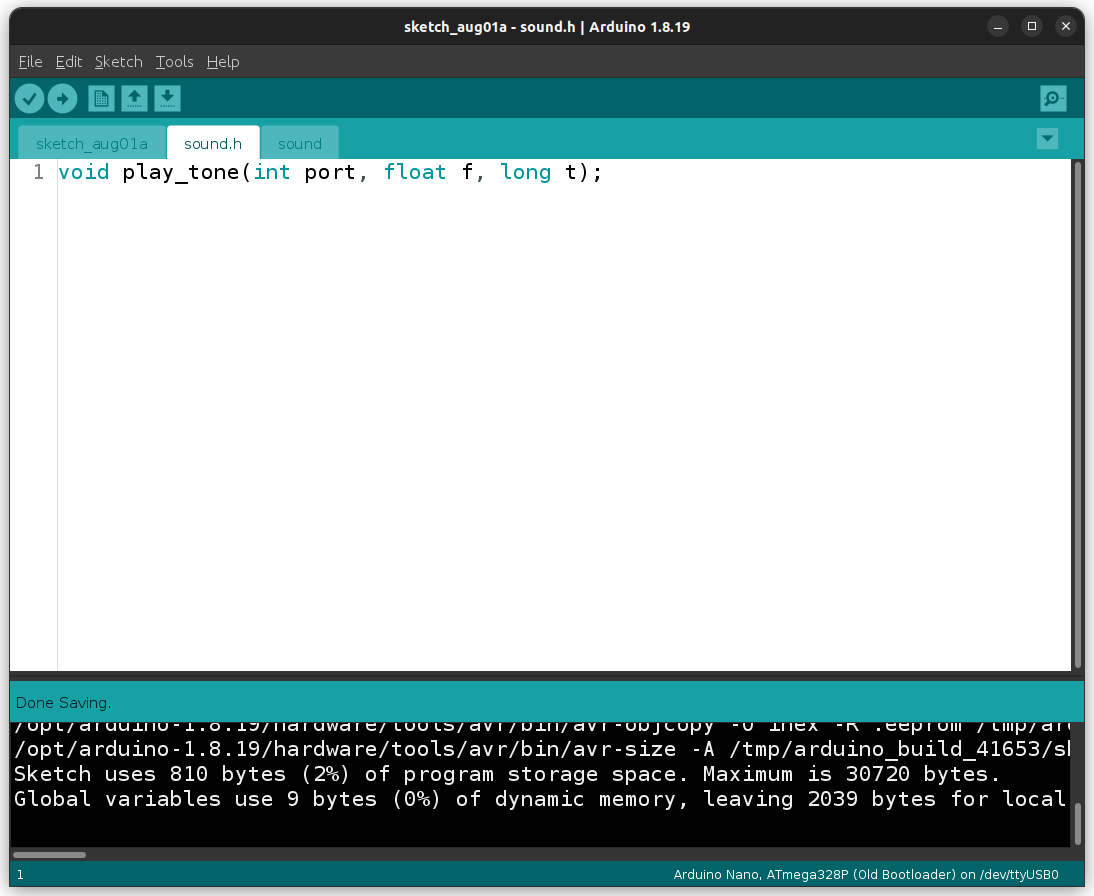 sketch_aug01a - sound.h | Arduino 1.8.19
File Edit Sketch Tools Help
sketch_aug01a sound.h sound
1 void play_tone(int port, float f, long t);
Done Saving.
/opt/arduino-1.8.19/hardware/tools/avr/bin/avr-objcopy -O ihex -R .eeprom
/opt/arduino-1.8.19/hardware/tools/avr/bin/avr-size -A /tmp/arduino_build_41653/
Sketch uses 810 bytes (2%) of program storage space. Maximum is 30720 bytes.
Global variables use 9 bytes (0%) of dynamic memory, leaving 2039 bytes for local
1 Arduino Nano, ATmega328P (Old Bootloader) on /dev/ttyUSB0